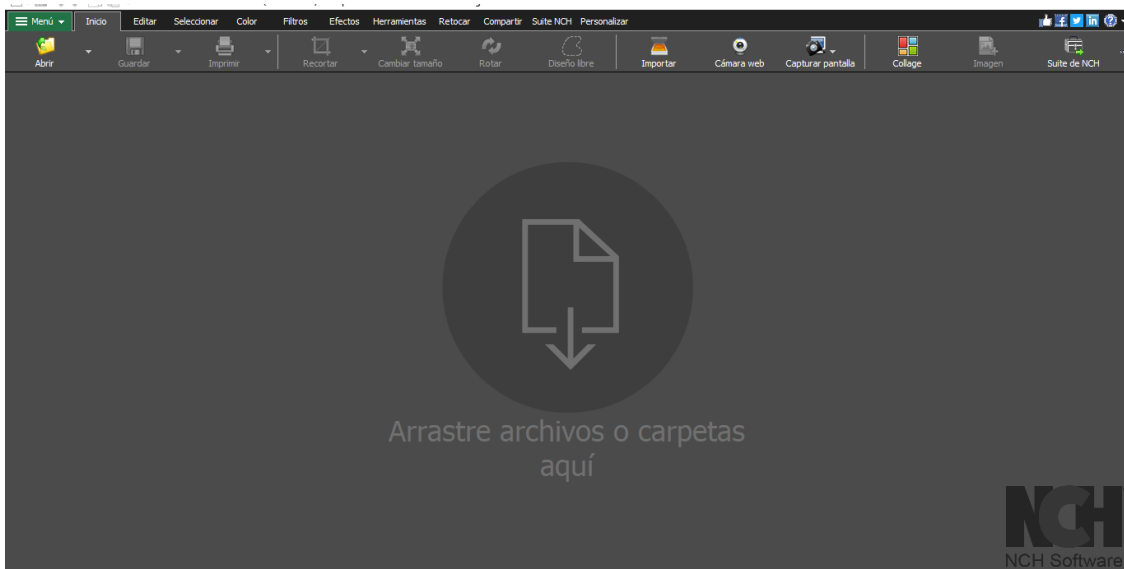 Menú Inicio Editar Seleccionar Color Filtros Efectos Herramientas Retocar Compartir Suite NCH Personalizar
Abrir Guardar Imprimir Recortar Cambiar tamaño Rotar Diseño libre Importar Cámara web Capturar pantalla Collage Imagen Suite de NCH
Arrastre archivos o carpetas
aquí
NCH
NCH Software